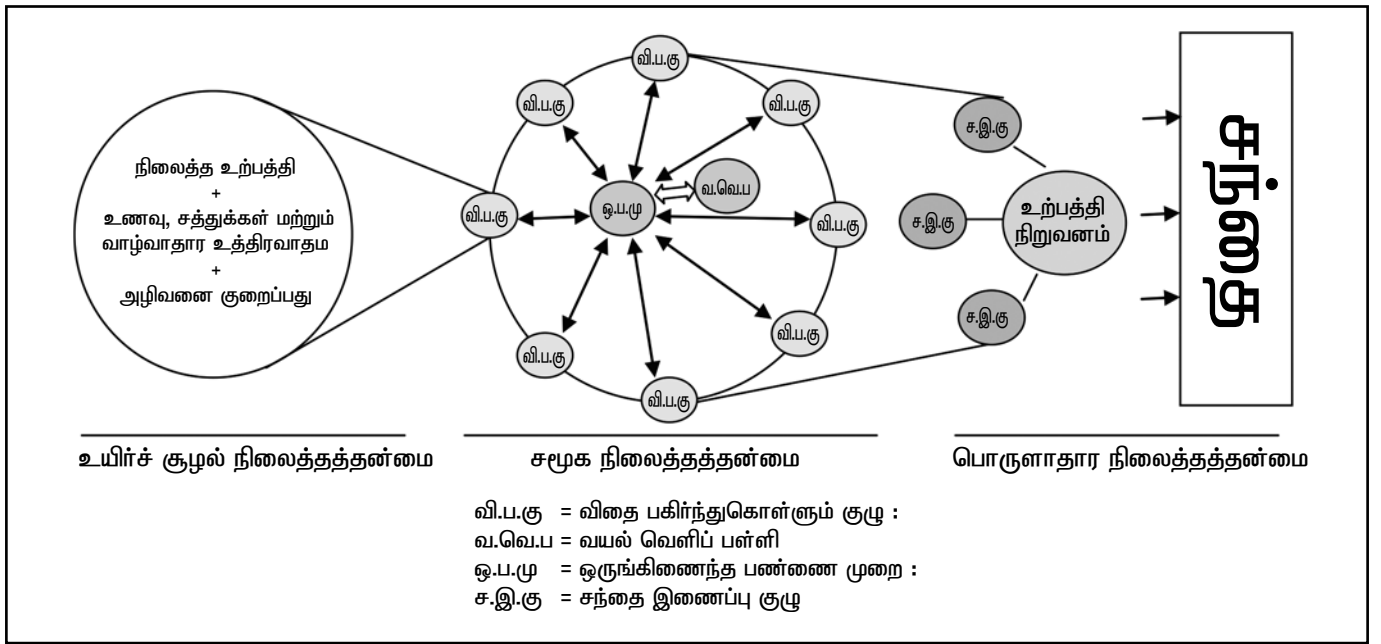 நிலைத்த உற்பத்தி
+
உணவு, சத்துக்கள் மற்றும்
வாழ்வாதார உத்திரவாதம
+
அழிவனை குறைப்பது
வி.ப.கு
வி.ப.கு
வி.ப.கு
வி.ப.கு
ஒ.ப.மு
வ.வெ.ப
வி.ப.கு
வி.ப.கு
வி.ப.கு
வி.ப.கு
ச.இ.கு
ச.இ.கு
ச.இ.கு
உற்பத்தி
நிறுவனம்
சந்தை
உயிர்ச் சூழல் நிலைத்தத்தன்மை
சமூக நிலைத்தத்தன்மை
பொருளாதார நிலைத்தத்தன்மை
வி.ப.கு = விதை பகிர்ந்துகொள்ளும் குழு :
வ.வெ.ப = வயல் வெளிப் பள்ளி
ஒ.ப.மு = ஒருங்கிணைந்த பண்ணை முறை :
ச.இ.கு = சந்தை இணைப்பு குழு